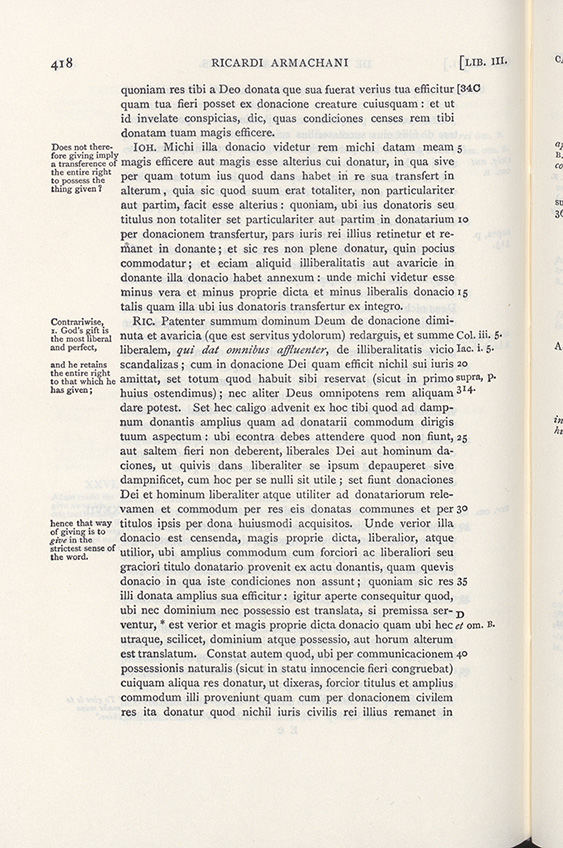 418 RICARDI ARMACHANI [LIB. III.
quoniam res tibi a Deo donata que sua fuerat verius tua efficitur [34C
quam tua fieri posset ex donacione creature cuiusquam : et ut
id invelate conspicias, dic, quas condiciones censes rem tibi
donatam tuam magis efficere.
Does not there-
fore giving imply
a transference of
the entire right
to possess the
thing given ?
IOH. Michi illa donacio videtur rem michi datam meam 5
magis efficere aut magis esse alterius cui donatur, in qua sive
per quam totum ius quod dans habet in re sua transfert in
alterum, quia sic quod suum erat totaliter, non particulariter
aut partim, facit esse alterius : quoniam, ubi ius donatoris seu
titulus non totaliter set particulariter aut partim in donatarium 10
per donacionem transfertur, pars iuris rei illius retinetur et re-
manet in donante ; et sic res non plene donatur, quin pocius
commodatur ; et eciam aliquid illiberalitatis aut avaricie in
donante illa donacio habet annexum : unde michi videtur esse
minus vera et minus proprie dicta et minus liberalis donacio 15
talis quam illa ubi ius donatoris transfertur ex integro.
Contrariwise,
1. God's gift is
the most liberal
and perfect,
and he retains
the entire right
to that which he
has given ;
RIC. Patenter summum dominum Deum de donacione dimi-
nuta et avaricia (que est servitus ydolorum) redarguis, et summe Col. iii. 5.
liberalem, qui dat omnibus affluenter, de illiberalitatis vicio Iac. i. 5.
scandalizas ; cum in donacione Dei quam efficit nichil sui iuris 20
amittat, set totum quod habuit sibi reservat (sicut in primo supra, p.
huius ostendimus) ; nec aliter Deus omnipotens rem aliquam 314.
dare potest. Set hec caligo advenit ex hoc tibi quod ad damp-
num donantis amplius quam ad donatarii commodum dirigis
tuum aspectum : ubi econtra debes attendere quod non fiunt, 25
aut saltem fieri non deberent, liberales Dei aut hominum da-
ciones, ut quivis dans liberaliter se ipsum depauperet sive
dampnificet, cum hoc per se nulli sit utile ; set fiunt donaciones
Dei et hominum liberaliter atque utiliter ad donatariorum rele-
vamen et commodum per res eis donatas communes et per 30
hence that way
of giving is to
give in the
strictest sense of
the word.
titulos ipsis per dona huiusmodi acquisitos. Unde verior illa
donacio est censenda, magis proprie dicta, liberalior, atque
utilior, ubi amplius commodum cum forciori ac liberaliori seu
graciori titulo donatario provenit ex actu donantis, quam quevis
donacio in qua iste condiciones non assunt ; quoniam sic res 35
illi donata amplius sua efficitur : igitur aperte consequitur quod,
ubi nec dominium nec possessio est translata, si premissa ser- D
ventur, * est verior et magis proprie dicta donacio quam ubi hec et om. B.
utraque, scilicet, dominium atque possessio, aut horum alterum
est translatum. Constat autem quod, ubi per communicacionem 40
possessionis naturalis (sicut in statu innocencie fieri congruebat)
cuiquam aliqua res donatur, ut dixeras, forcior titulus et amplius
commodum illi proveniunt quam cum per donacionem civilem
res ita donatur quod nichil iuris civilis rei illius remanet in